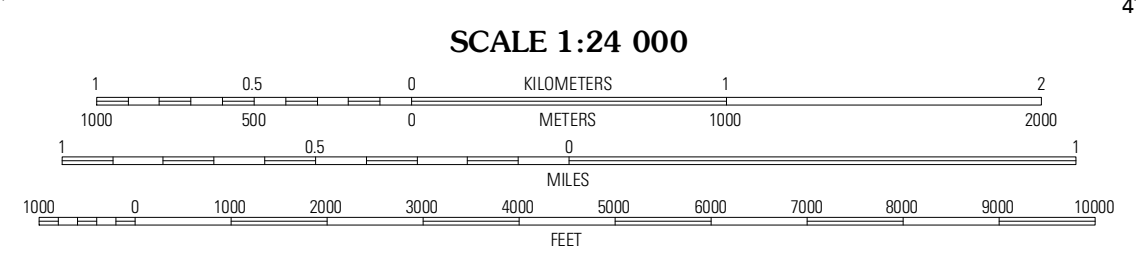 4
SCALE 1:24 000
1 0.5 0 KILOMETERS 1 2
1000 500 0 METERS 1000 2000
1 0.5 0 1
MILES
1000 0 1000 2000 3000 4000 5000 6000 7000 8000 9000 10000
FEET